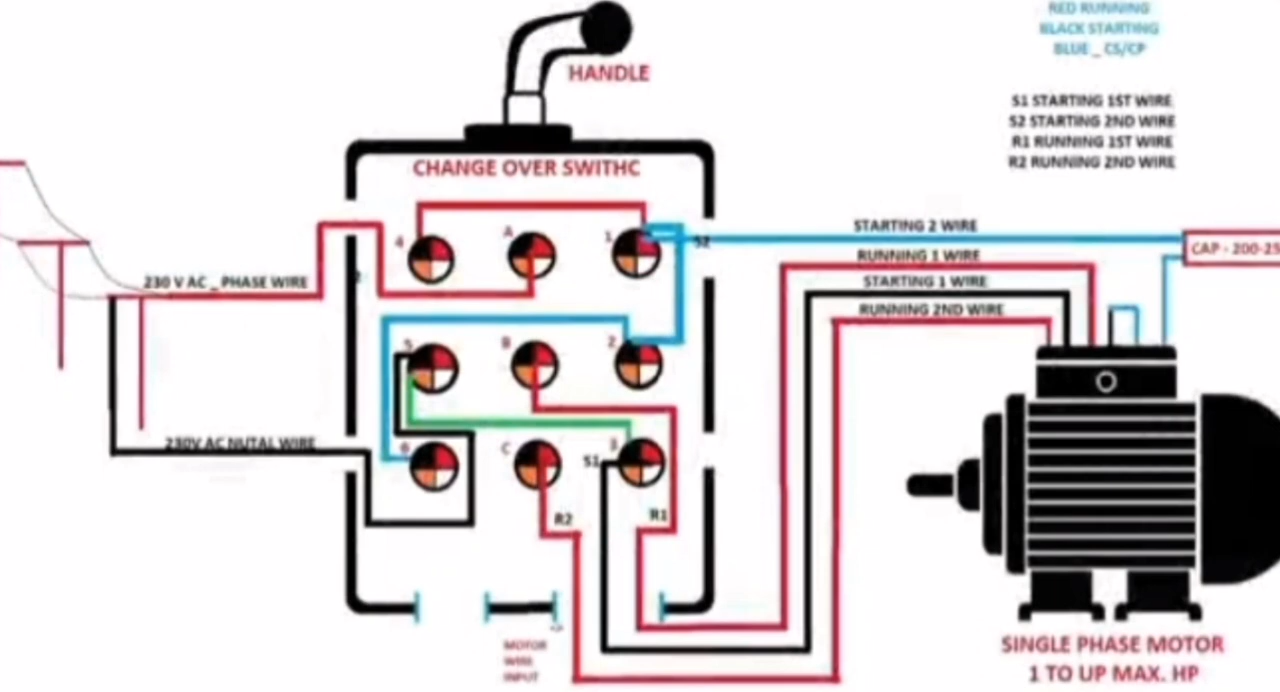 RED RUNNING
BLACK STARTING
BLUE _ CS/CP
HANDLE
S1 STARTING 1ST WIRE
S2 STARTING 2ND WIRE
R1 RUNNING 1ST WIRE
R2 RUNNING 2ND WIRE
CHANGE OVER SWITHC
4
A
1
S2
STARTING 2 WIRE
CAP - 200-25
RUNNING 1 WIRE
230 V AC _ PHASE WIRE
STARTING 1 WIRE
RUNNING 2ND WIRE
5
B
2
230V AC NUTAL WIRE
6
C
3
S1
R2
R1
MOTOR
WIRE
INPUT
SINGLE PHASE MOTOR
1 TO UP MAX. HP